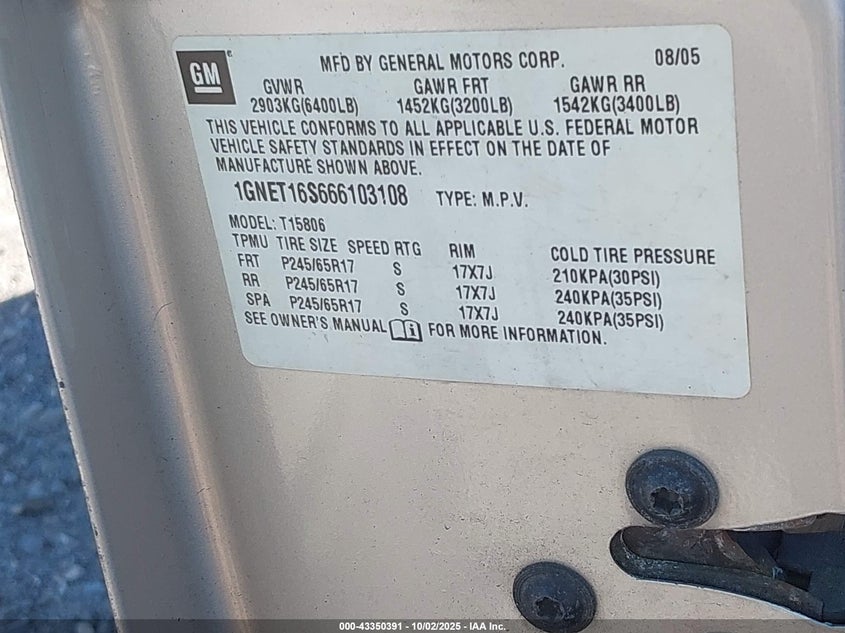 GM
MFD BY GENERAL MOTORS CORP. 08/05
GVWR GAWR FRT GAWR RR
2903KG(6400LB) 1452KG(3200LB) 1542KG(3400LB)
THIS VEHICLE CONFORMS TO ALL APPLICABLE U.S. FEDERAL MOTOR
VEHICLE SAFETY STANDARDS IN EFFECT ON THE DATE OF
MANUFACTURE SHOWN ABOVE.
1GNET16S666103108 TYPE: M.P.V.
MODEL: T15806
TPMU TIRE SIZE SPEED RTG RIM COLD TIRE PRESSURE
FRT P245/65R17 S 17X7J 210KPA(30PSI)
RR P245/65R17 S 17X7J 240KPA(35PSI)
SPA P245/65R17 S 17X7J 240KPA(35PSI)
SEE OWNER'S MANUAL FOR MORE INFORMATION.
000-43350391 - 10/02/2025 - IAA Inc.